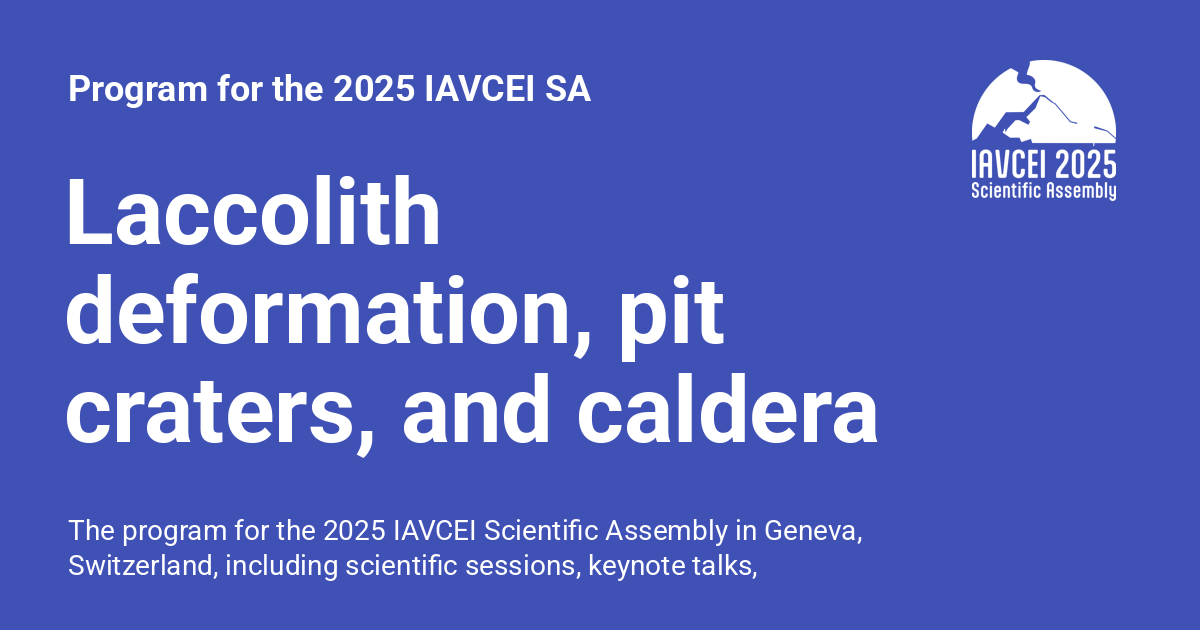 Program for the 2025 IAVCEI SA
IAVCEI 2025
Scientific Assembly
Laccolith
deformation, pit
craters, and caldera
The program for the 2025 IAVCEI Scientific Assembly in Geneva,
Switzerland, including scientific sessions, keynote talks,